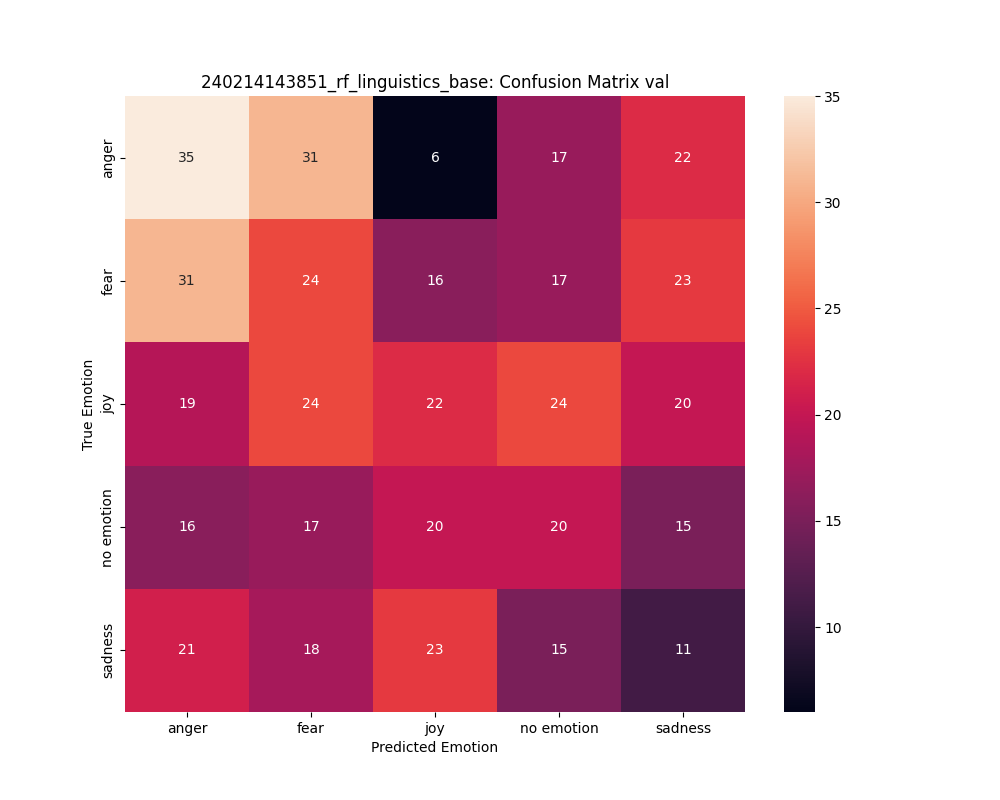 240214143851_rf_linguistics_base: Confusion Matrix val
35
anger
35 31 6 17 22
30
fear
31 24 16 17 23
25
True Emotion
joy
19 24 22 24 20
20
no emotion
16 17 20 20 15
15
sadness
21 18 23 15 11
10
anger fear joy no emotion sadness
Predicted Emotion